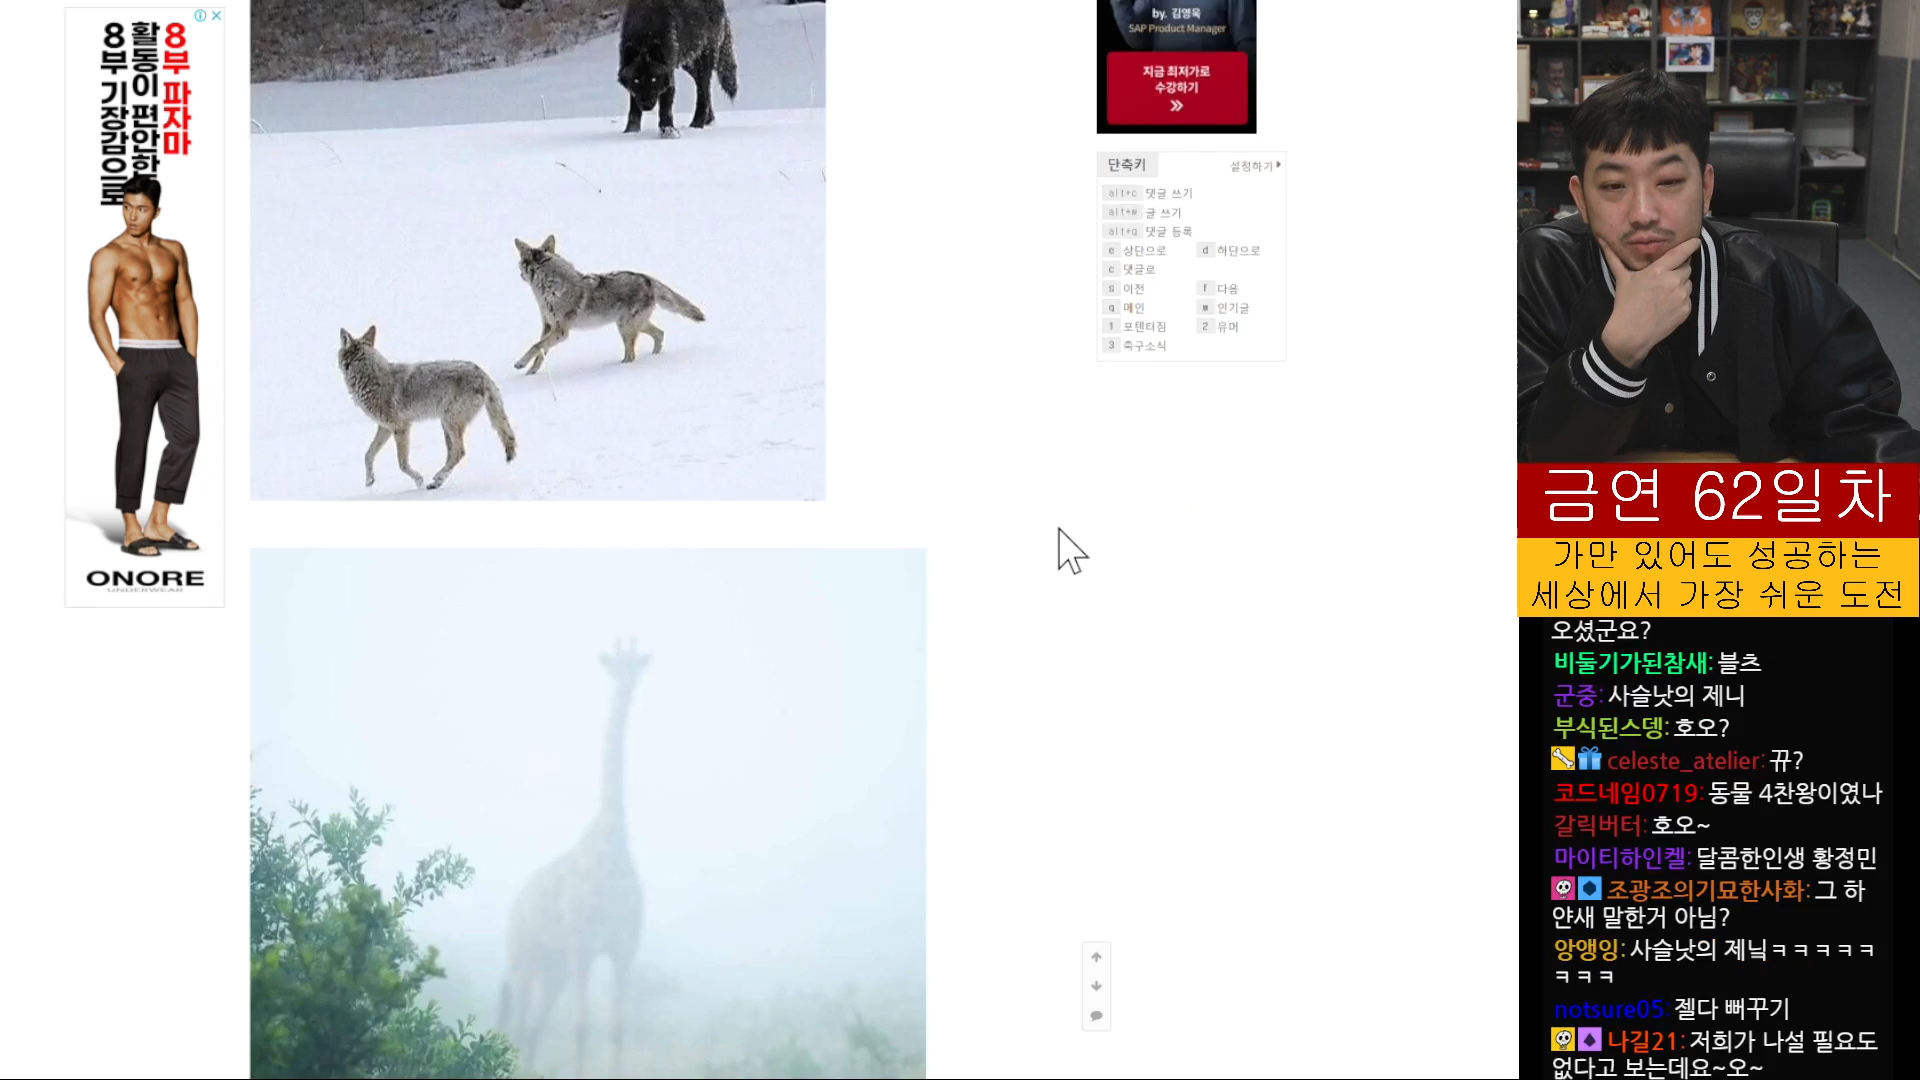 8부 파자마
활동이 편안한
8부 기장감으로
ONORE
UNDERWEAR
by. 김영욱
SAP Product Manager
지금 최저가로
수강하기
단축키
설정하기
alt+c 댓글 쓰기
alt+w 글 쓰기
alt+q 댓글 등록
e 상단으로 d 하단으로
c 댓글로
s 이전 f 다음
q 메인 w 인기글
1 포텐터짐 2 유머
3 축구소식
금연 62일차
가만 있어도 성공하는
세상에서 가장 쉬운 도전
오셨군요?
비둘기가된참새: 블츠
군중: 사슬낫의 제니
부식된스뎅: 호오?
celeste_atelier: 뀨?
코드네임0719: 동물 4찬왕이였나
갈릭버터: 호오~
마이티하인켈: 달콤한인생 황정민
조광조의기묘한사화: 그 하
얀새 말한거 아님?
앙앵잉: 사슬낫의 제닠ㅋㅋㅋㅋㅋ
ㅋㅋㅋ
notsure05: 젤다 뻐꾸기
나길21: 저희가 나설 필요도
없다고 보는데요~오~